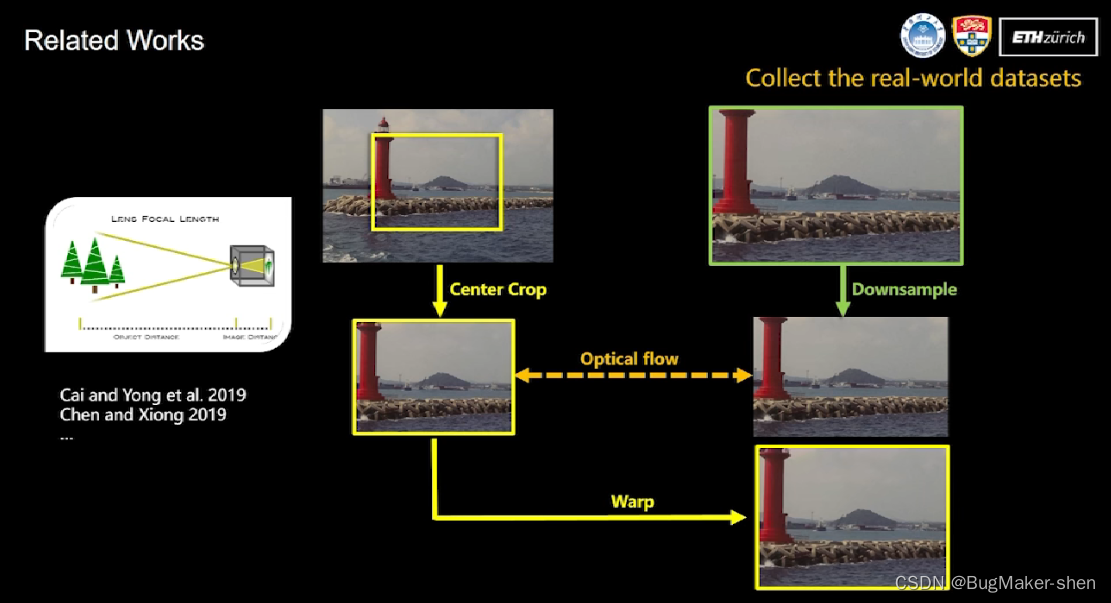 Related Works
ETHzürich
Collect the real-world datasets
LENS FOCAL LENGTH
OBJECT DISTANCE
IMAGE DISTANC
Cai and Yong et al. 2019
Chen and Xiong 2019
...
Center Crop
Downsample
Optical flow
Warp
CSDN @BugMaker-shen